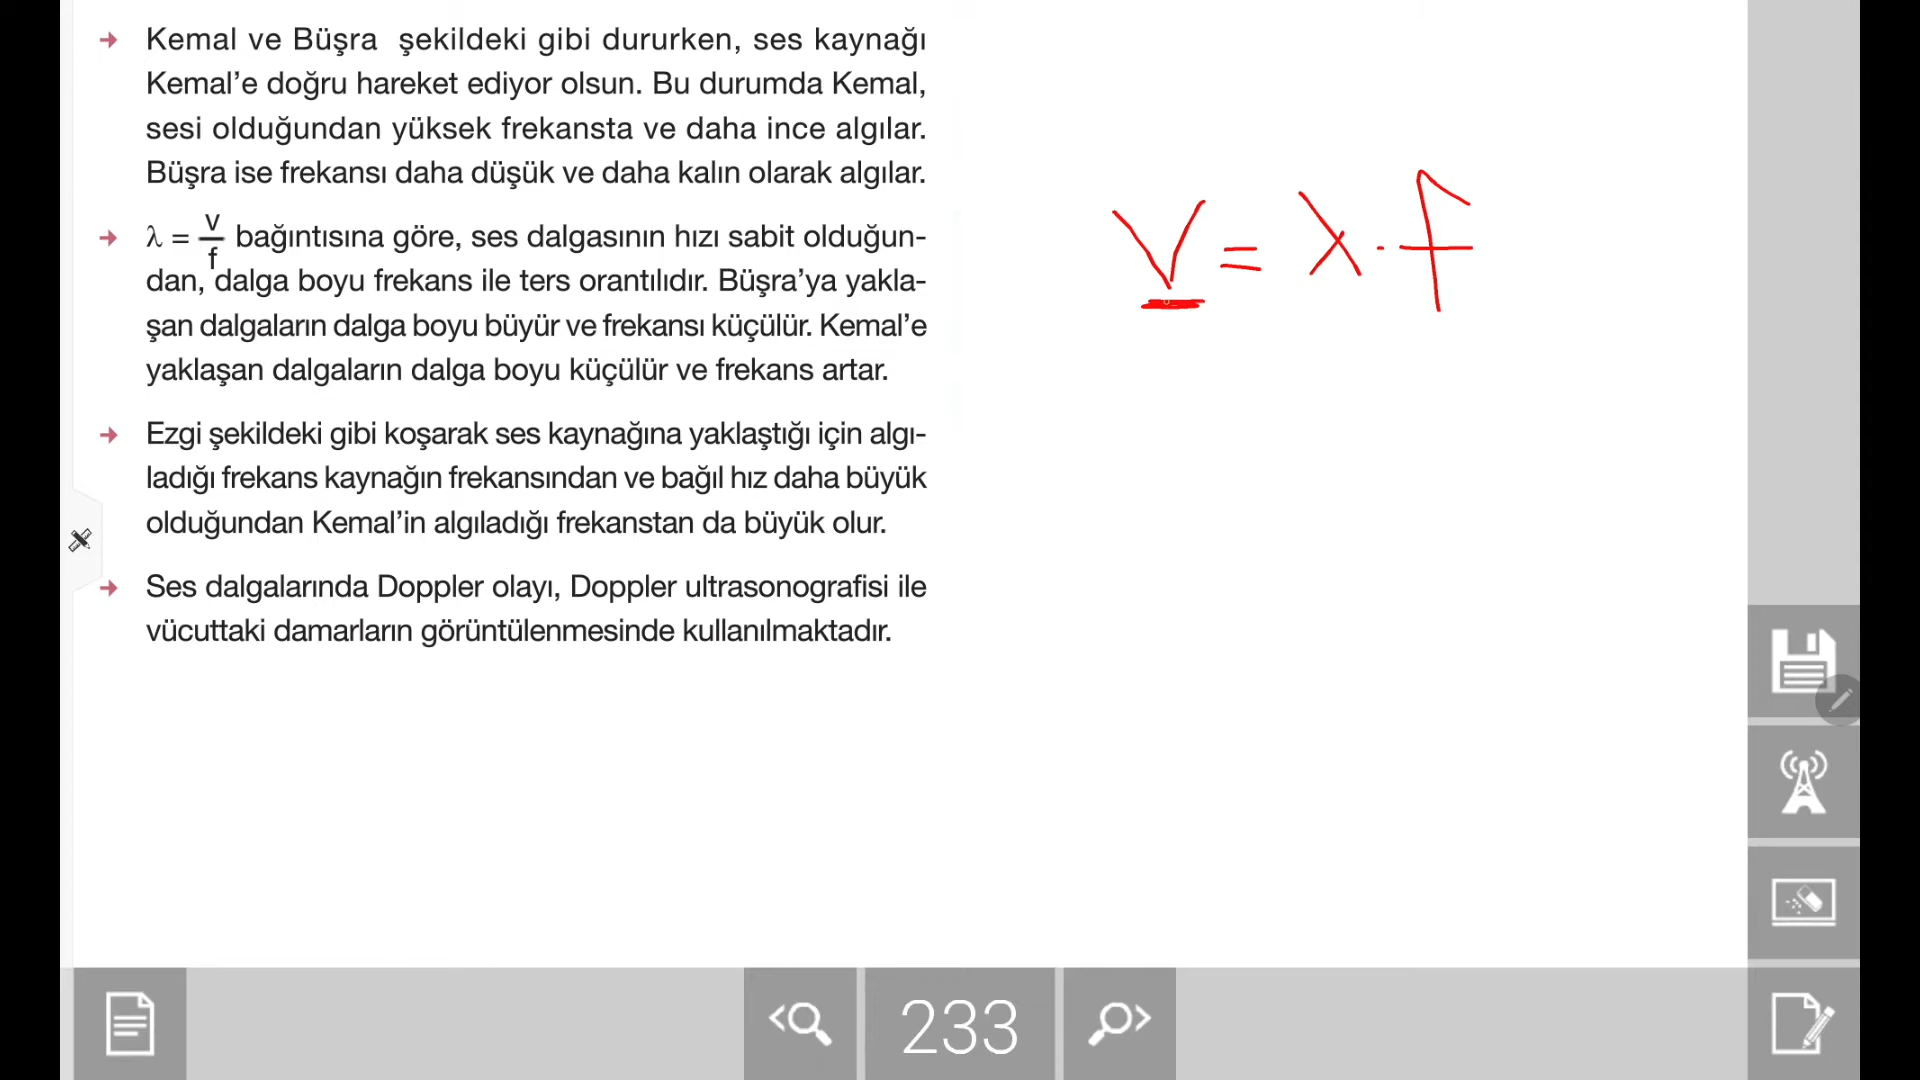 Kemal ve Büşra şekildeki gibi dururken, ses kaynağı
Kemal’e doğru hareket ediyor olsun. Bu durumda Kemal,
sesi olduğundan yüksek frekansta ve daha ince algılar.
Büşra ise frekansı daha düşük ve daha kalın olarak algılar.
λ = v/f bağıntısına göre, ses dalgasının hızı sabit olduğun-
dan, dalga boyu frekans ile ters orantılıdır. Büşra’ya yakla-
şan dalgaların dalga boyu büyür ve frekansı küçülür. Kemal’e
yaklaşan dalgaların dalga boyu küçülür ve frekans artar.
Ezgi şekildeki gibi koşarak ses kaynağına yaklaştığı için algı-
ladığı frekans kaynağın frekansından ve bağıl hız daha büyük
olduğundan Kemal’in algıladığı frekanstan da büyük olur.
Ses dalgalarında Doppler olayı, Doppler ultrasonografisi ile
vücuttaki damarların görüntülenmesinde kullanılmaktadır.
V = λ . f
233